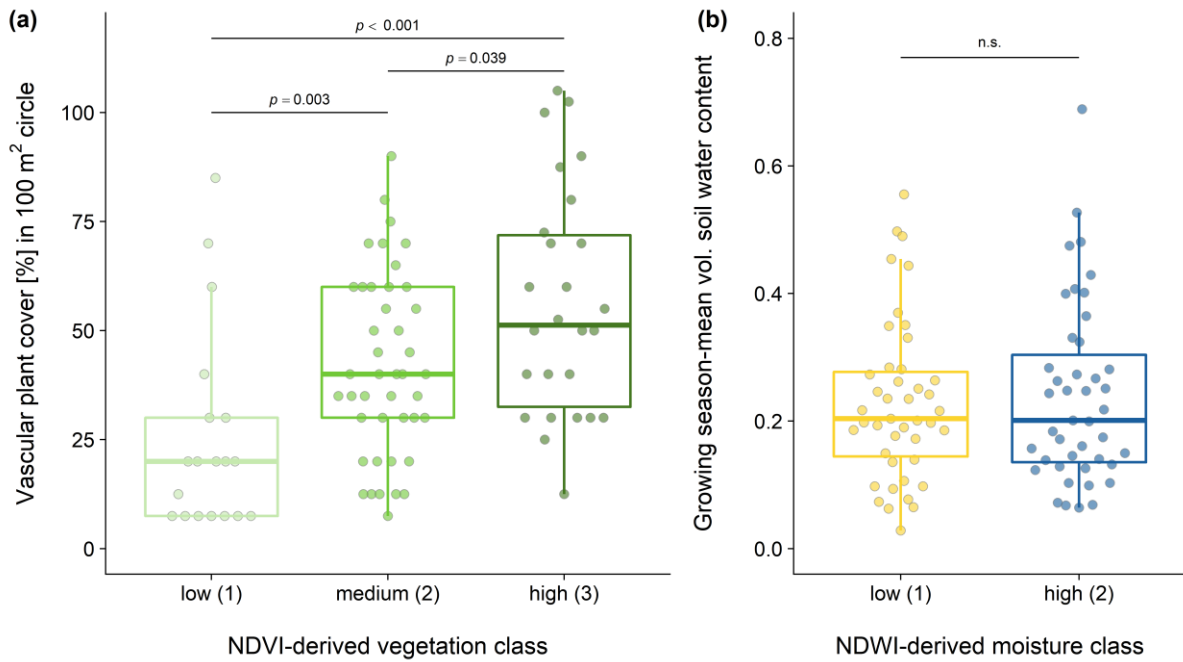 (a)
p < 0.001
p = 0.039
p = 0.003
Vascular plant cover [%] in 100 m² circle
100
75
50
25
0
low (1)
medium (2)
high (3)
NDVI-derived vegetation class
(b)
n.s.
Growing season-mean vol. soil water content
0.8
0.6
0.4
0.2
0.0
low (1)
high (2)
NDWI-derived moisture class